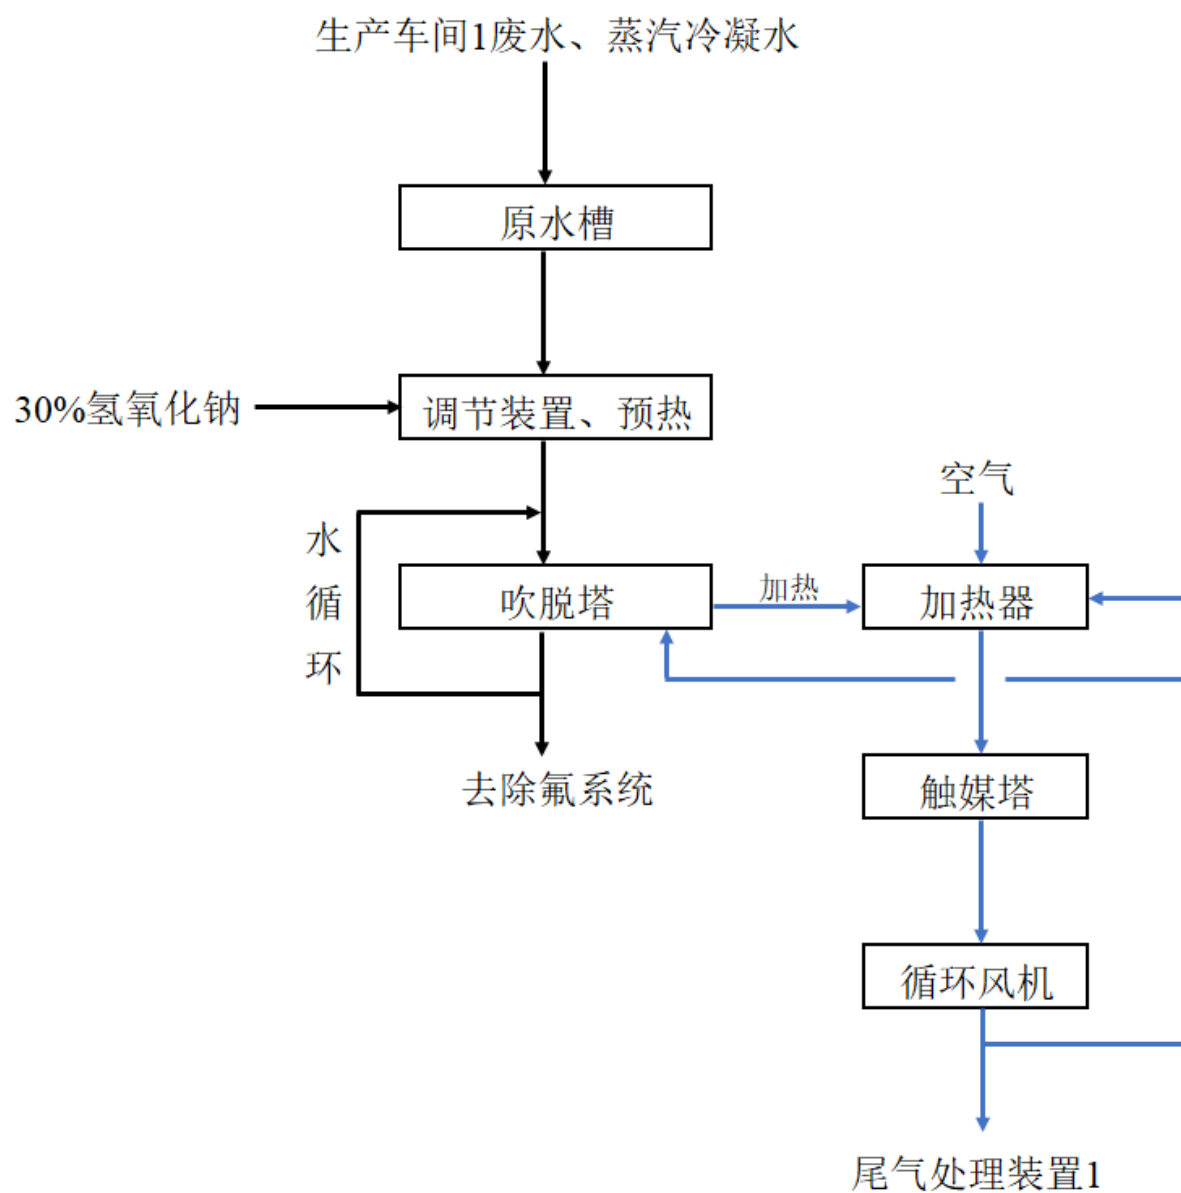 生产车间1废水、蒸汽冷凝水
原水槽
30%氢氧化钠
调节装置、预热
空气
水循环
吹脱塔
加热
加热器
去除氟系统
触媒塔
循环风机
尾气处理装置1